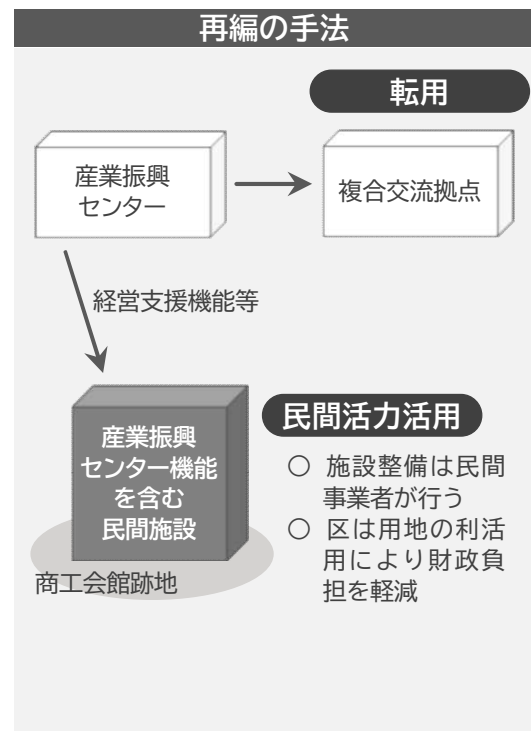 再編の手法
転用
産業振興
センター
複合交流拠点
経営支援機能等
産業振興
センター機能
を含む
民間施設
商工会館跡地
民間活力活用
○ 施設整備は民間
事業者が行う
○ 区は用地の利活
用により財政負
担を軽減